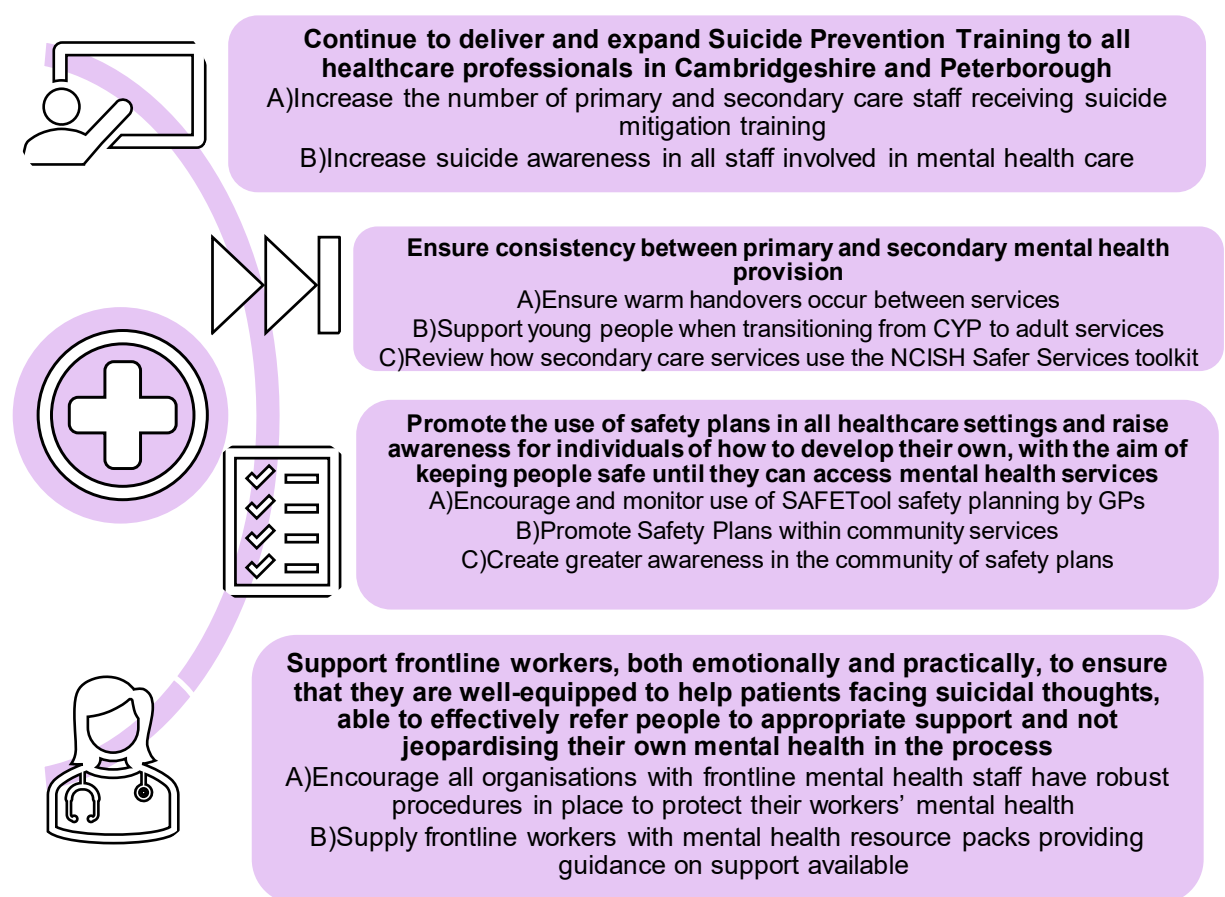 Continue to deliver and expand Suicide Prevention Training to all
healthcare professionals in Cambridgeshire and Peterborough
A)Increase the number of primary and secondary care staff receiving suicide
mitigation training
B)Increase suicide awareness in all staff involved in mental health care
Ensure consistency between primary and secondary mental health
provision
A)Ensure warm handovers occur between services
B)Support young people when transitioning from CYP to adult services
C)Review how secondary care services use the NCISH Safer Services toolkit
Promote the use of safety plans in all healthcare settings and raise
awareness for individuals of how to develop their own, with the aim of
keeping people safe until they can access mental health services
A)Encourage and monitor use of SAFETool safety planning by GPs
B)Promote Safety Plans within community services
C)Create greater awareness in the community of safety plans
Support frontline workers, both emotionally and practically, to ensure
that they are well-equipped to help patients facing suicidal thoughts,
able to effectively refer people to appropriate support and not
jeopardising their own mental health in the process
A)Encourage all organisations with frontline mental health staff have robust
procedures in place to protect their workers’ mental health
B)Supply frontline workers with mental health resource packs providing
guidance on support available